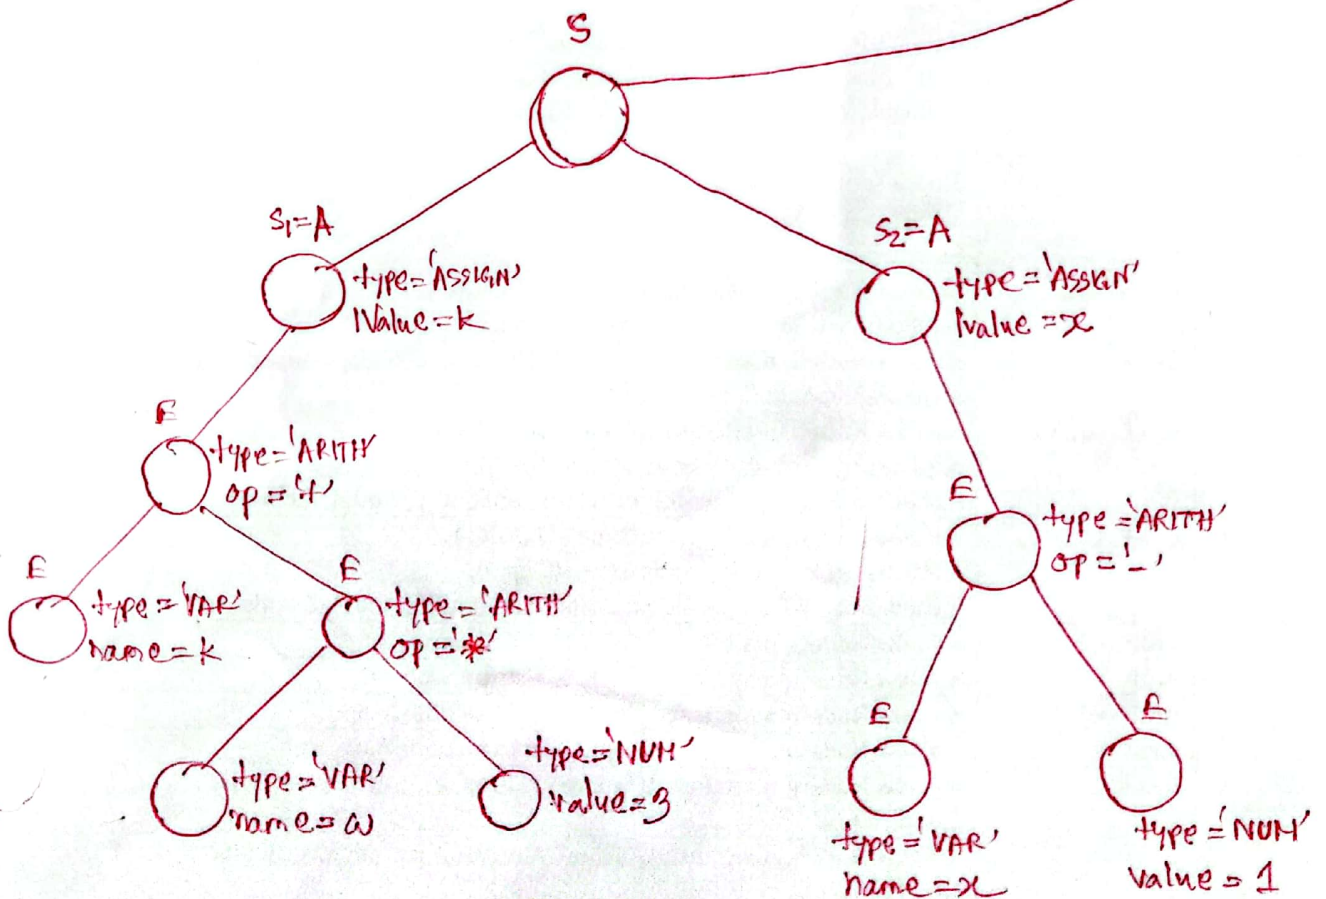 S
S1=A
type='ASSIGN'
lvalue=k
S2=A
type='ASSIGN'
lvalue=x
E
type='ARITH'
op='+'
E
type='VAR'
name=k
E
type='ARITH'
op='*'
type='VAR'
name=ω
type='NUM'
value=3
E
type='ARITH'
op='-'
E
type='VAR'
name=x
E
type='NUM'
value=1